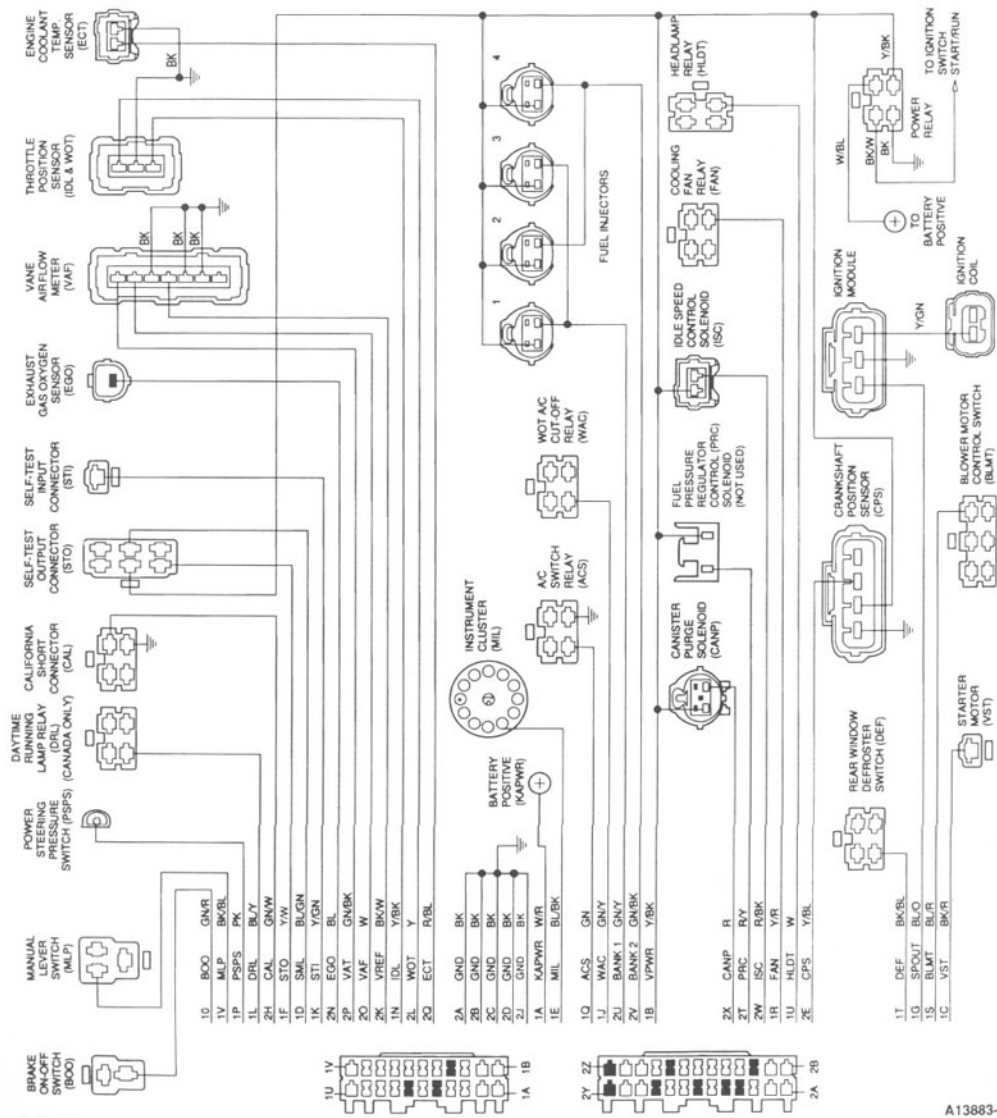 BRAKE
ON-OFF
SWITCH
(BOO)
MANUAL
LEVER
SWITCH
(MLP)
POWER
STEERING
PRESSURE
SWITCH (PSPS)
DAYTIME
RUNNING
LAMP RELAY
(DRL)
(CANADA ONLY)
CALIFORNIA
SHORT
CONNECTOR
(CAL)
SELF-TEST
OUTPUT
CONNECTOR
(STO)
SELF-TEST
INPUT
CONNECTOR
(STI)
EXHAUST
GAS OXYGEN
SENSOR
(EGO)
VANE
AIR FLOW
METER
(VAF)
BK
BK
BK
THROTTLE
POSITION
SENSOR
(IDL & WOT)
ENGINE
COOLANT
TEMP.
SENSOR
(ECT)
BK
1O BOO GN/R
1V MLP BK/BL
1P PSPS PK
1L DRL BL/Y
2H CAL GN/W
1F STO Y/W
1D SML BL/GN
1K STI Y/GN
2N EGO BL
2P VAT GN/BK
2O VAF W
2K VREF BK/W
1N IDL Y/BK
2L WOT Y
2Q ECT R/BL
2A GND BK
2B GND BK
2C GND BK
2D GND BK
2J GND BK
1A KAPWR W/R
1E MIL BL/BK
1Q ACS GN
1J WAC GN/Y
2U BANK 1 GN/Y
2V BANK 2 GN/BK
1B VPWR Y/BK
2X CANP R
2T PRC R/Y
2W ISC R/BK
1R FAN Y/R
1U HLDT W
2E CPS Y/BL
1T DEF BK/BL
1G SPOUT BL/O
1S BLMT BL/R
1C VST BK/R
BATTERY
POSITIVE
(KAPWR)
INSTRUMENT
CLUSTER
(MIL)
A/C
SWITCH
RELAY
(ACS)
WOT A/C
CUT-OFF
RELAY
(WAC)
1
2
3
4
FUEL INJECTORS
CANISTER
PURGE
SOLENOID
(CANP)
FUEL
PRESSURE
REGULATOR
CONTROL (PRC)
SOLENOID
(NOT USED)
IDLE SPEED
CONTROL
SOLENOID
(ISC)
COOLING
FAN
RELAY
(FAN)
HEADLAMP
RELAY
(HLDT)
REAR WINDOW
DEFROSTER
SWITCH (DEF)
CRANKSHAFT
POSITION
SENSOR
(CPS)
IGNITION
MODULE
Y/GN
IGNITION
COIL
TO
BATTERY
POSITIVE
W/BL
BK/W
BK
Y/BK
POWER
RELAY
TO IGNITION
SWITCH
START/RUN
STARTER
MOTOR
(VST)
BLOWER MOTOR
CONTROL SWITCH
(BLMT)
1U
1V
1A
1B
2Y
2Z
2A
2B
A13883-